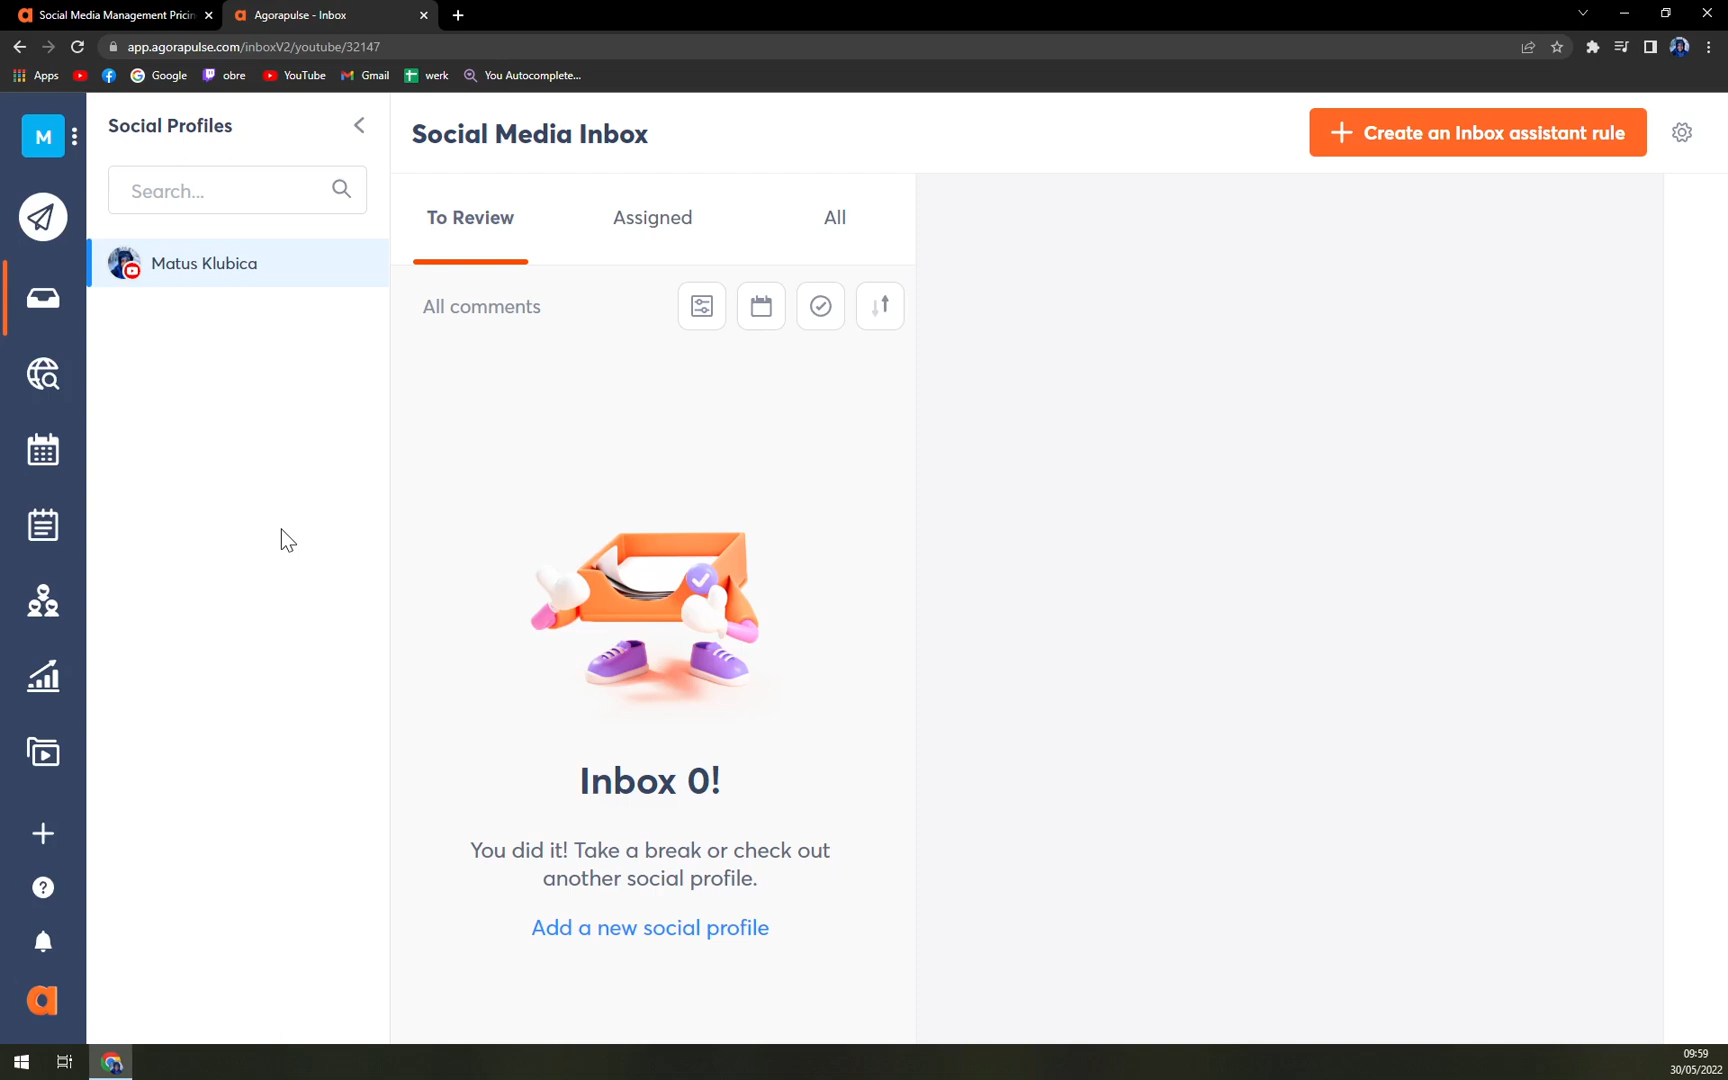 Social Media Management Pricin
Agorapulse - Inbox
app.agorapulse.com/inboxV2/youtube/32147
Apps
Google
obre
YouTube
Gmail
werk
You Autocomplete...
M
Social Profiles
Search...
Matus Klubica
Social Media Inbox
Create an Inbox assistant rule
To Review
Assigned
All
All comments
Inbox 0!
You did it! Take a break or check out
another social profile.
Add a new social profile
09:59
30/05/2022